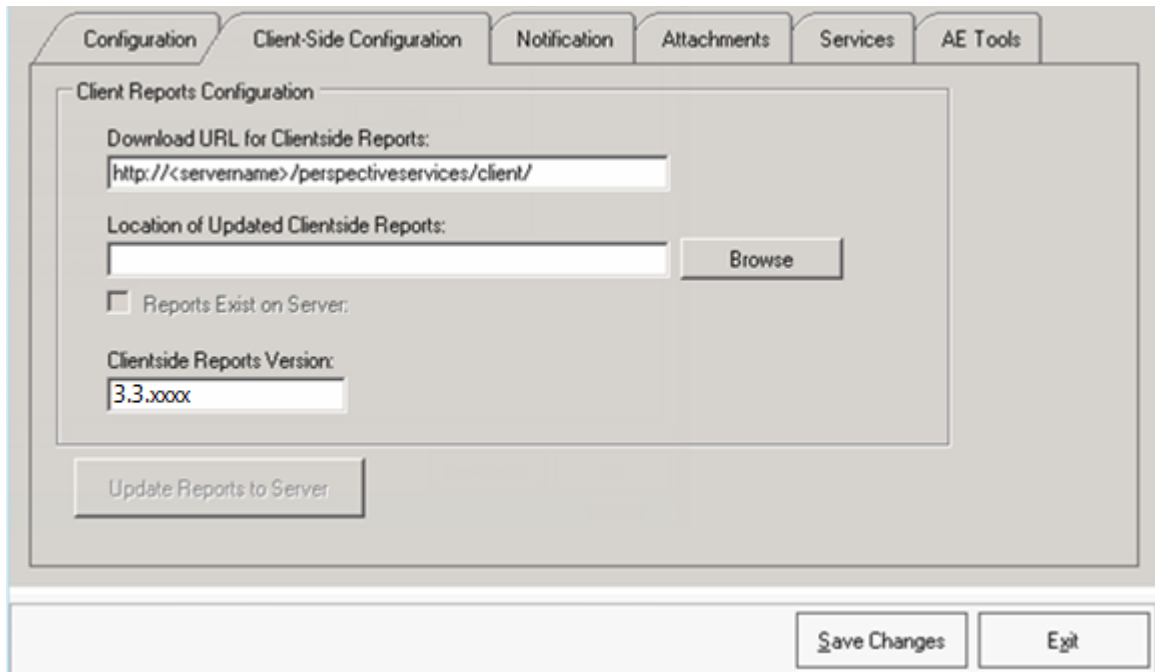 Configuration Client-Side Configuration Notification Attachments Services AE Tools
Client Reports Configuration
Download URL for Clientside Reports:
http://<servername>/perspectiveservices/client/
Location of Updated Clientside Reports:
Browse
Reports Exist on Server:
Clientside Reports Version:
3.3.xxxx
Update Reports to Server
Save Changes Exit